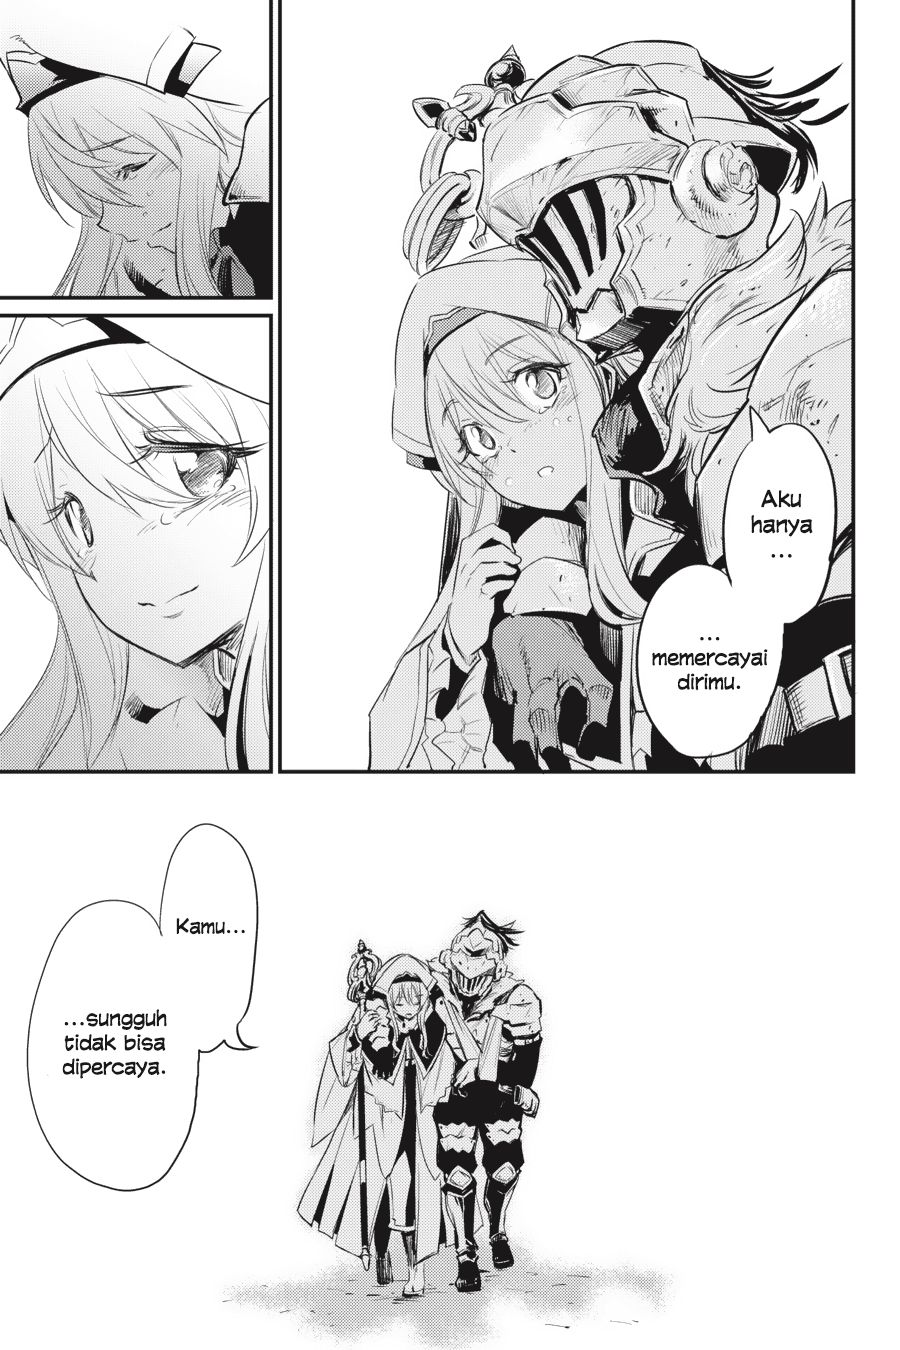 Aku
hanya
...
...
memercayai
dirimu.
Kamu...
...sungguh
tidak bisa
dipercaya.